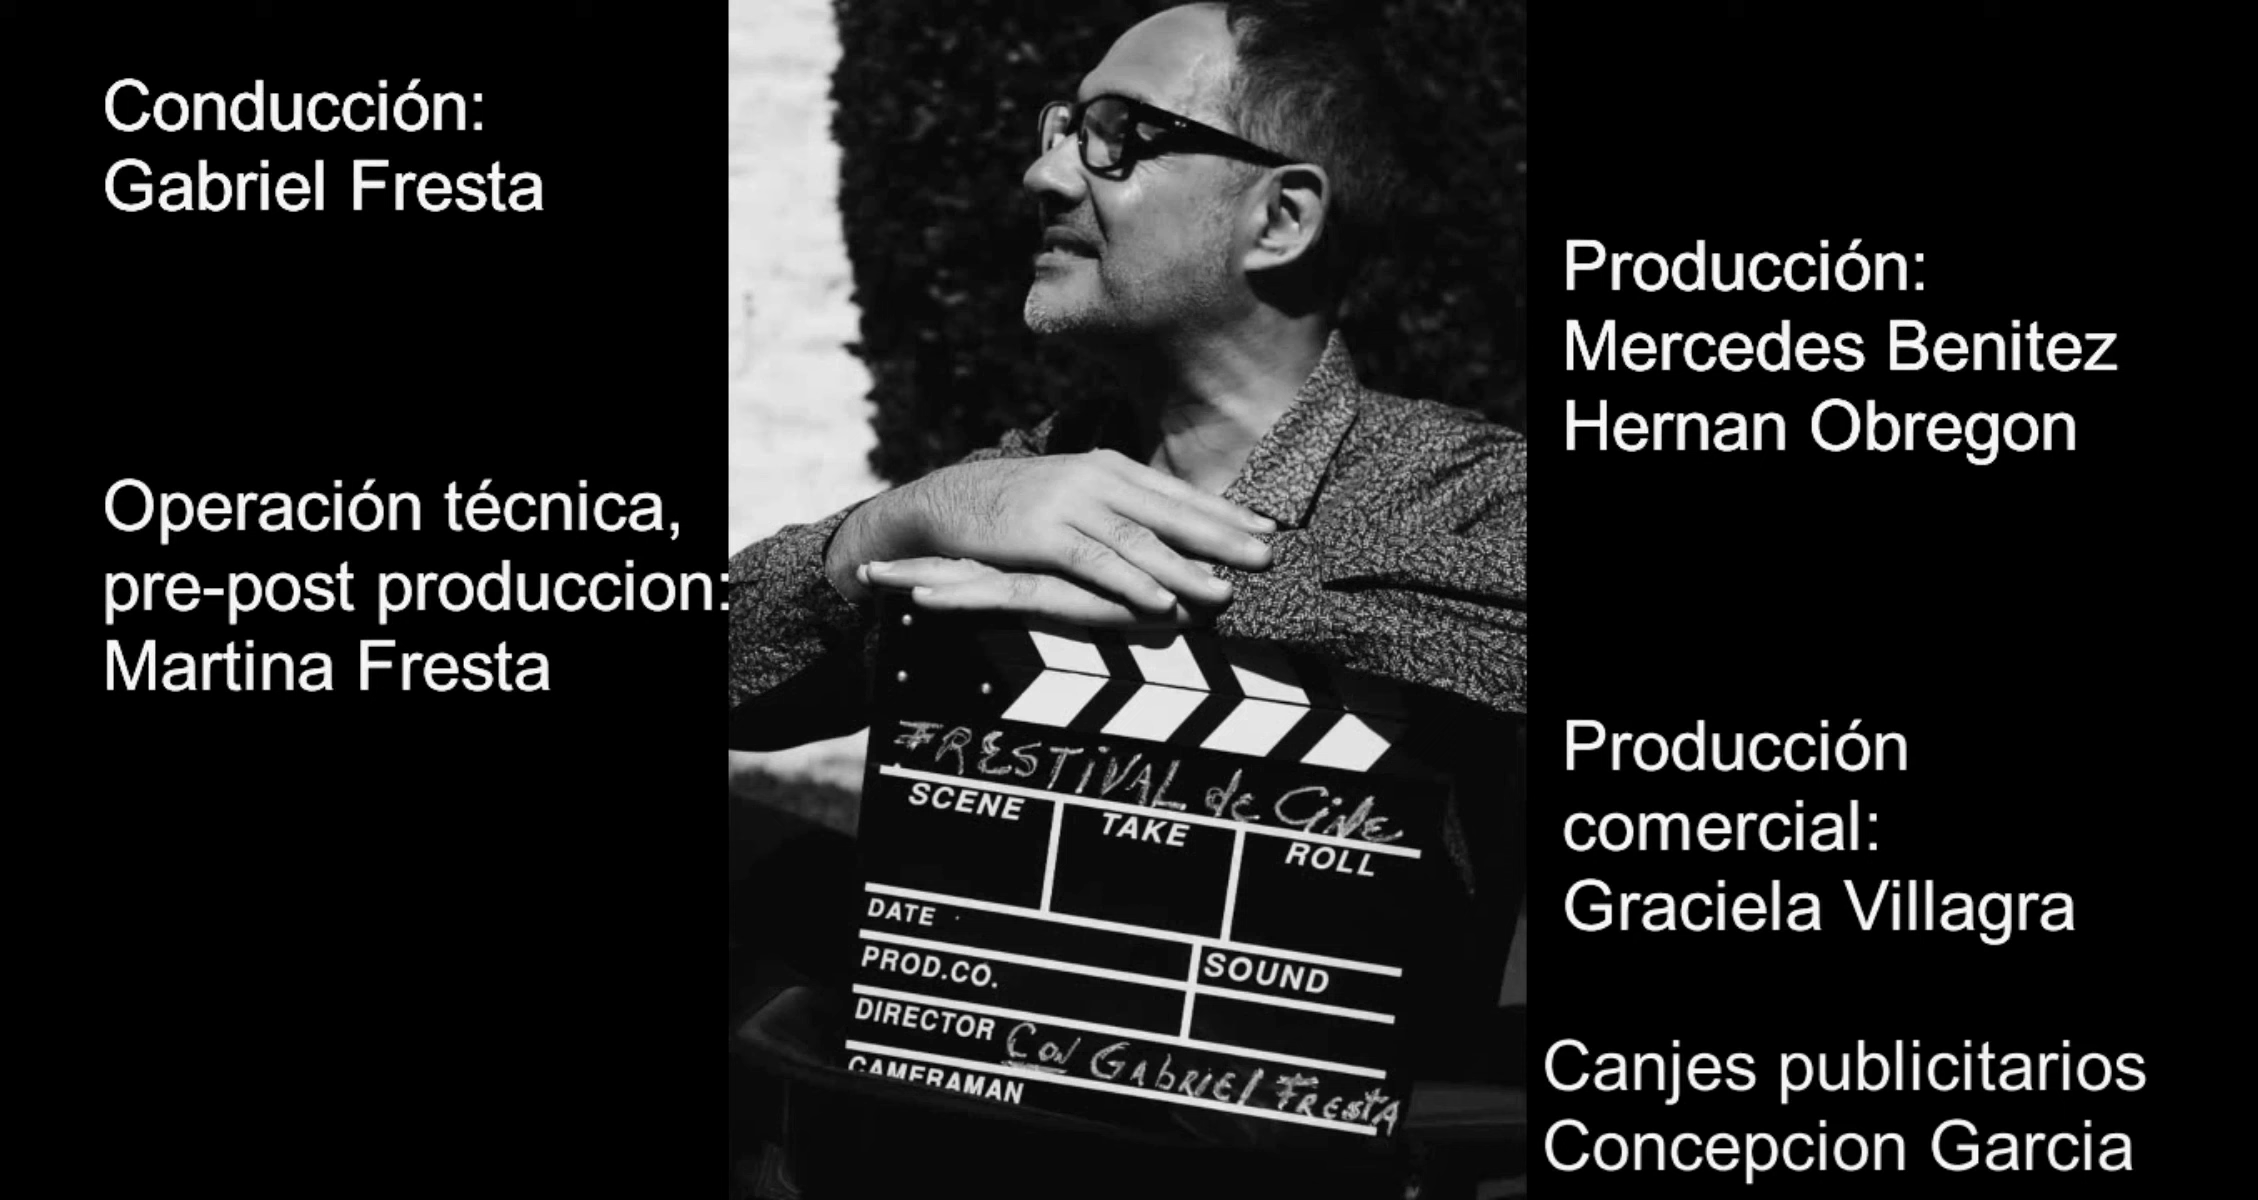 Conducción:
Gabriel Fresta
Operación técnica,
pre-post produccion:
Martina Fresta
FRESTiVAL de Cine
SCENE
TAKE
ROLL
DATE
PROD.CO.
SOUND
DIRECTOR Con GAbRiEl FRESTA
CAMERAMAN
Producción:
Mercedes Benitez
Hernan Obregon
Producción
comercial:
Graciela Villagra
Canjes publicitarios
Concepcion Garcia